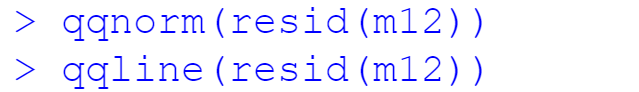 > qqnorm(resid(m12))
> qqline(resid(m12))